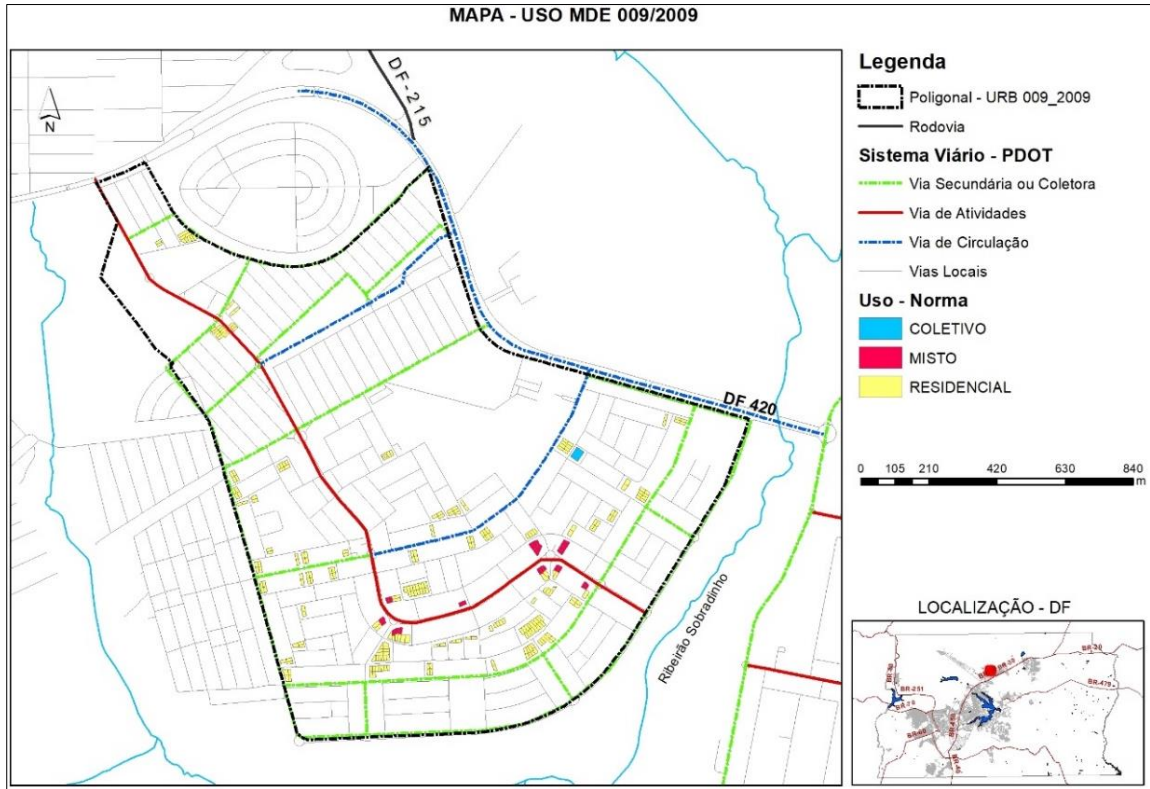 MAPA - USO MDE 009/2009
DF-215
N
DF 420
Ribeirão Sobradinho
Legenda
Poligonal - URB 009_2009
Rodovia
Sistema Viário - PDOT
Via Secundária ou Coletora
Via de Atividades
Via de Circulação
Vias Locais
Uso - Norma
COLETIVO
MISTO
RESIDENCIAL
0 105 210 420 630 840
m
LOCALIZAÇÃO - DF
BR-251